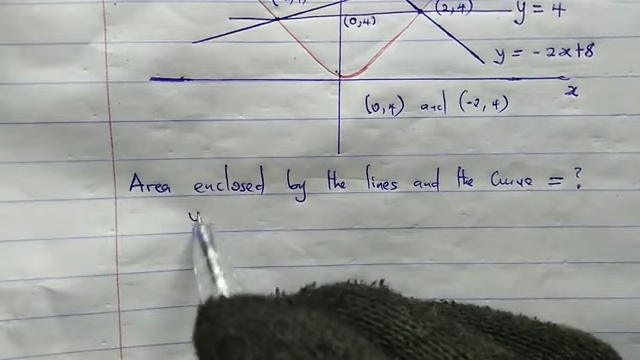 (2,4) y = 4
(0,4)
y = -2x+8
x
(0,4) and (-2,4)
Area enclosed by the lines and the curve = ?
y